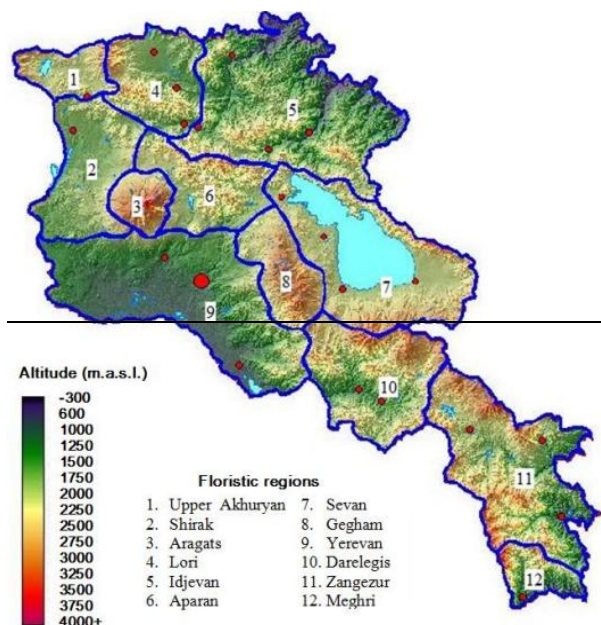 1
4
5
2
3
6
8
7
9
10
11
12
Altitude (m.a.s.l.)
-300
600
1000
1250
1500
1750
2000
2250
2500
2750
3000
3250
3500
3750
4000+
Floristic regions
1. Upper Akhuryan
2. Shirak
3. Aragats
4. Lori
5. Idjevan
6. Aparan
7. Sevan
8. Gegham
9. Yerevan
10. Darelegis
11. Zangezur
12. Meghri